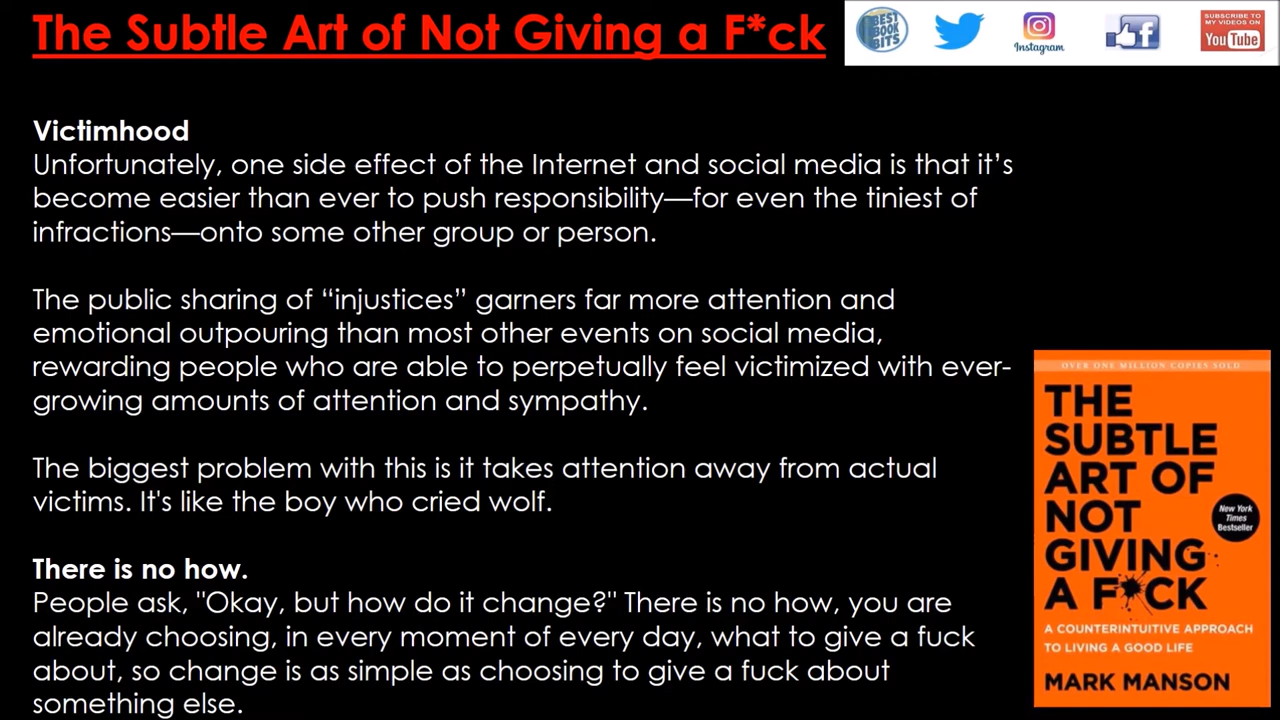 The Subtle Art of Not Giving a F*ck
BEST
BOOK
BITS
Instagram
f
SUBSCRIBE TO
MY VIDEOS ON
YouTube
Victimhood
Unfortunately, one side effect of the Internet and social media is that it’s
become easier than ever to push responsibility—for even the tiniest of
infractions—onto some other group or person.
The public sharing of “injustices” garners far more attention and
emotional outpouring than most other events on social media,
rewarding people who are able to perpetually feel victimized with ever-
growing amounts of attention and sympathy.
The biggest problem with this is it takes attention away from actual
victims. It's like the boy who cried wolf.
There is no how.
People ask, "Okay, but how do it change?" There is no how, you are
already choosing, in every moment of every day, what to give a fuck
about, so change is as simple as choosing to give a fuck about
something else.
OVER ONE MILLION COPIES SOLD
THE
SUBTLE
ART OF
NOT
GIVING
A F*CK
New York
Times
Bestseller
A COUNTERINTUITIVE APPROACH
TO LIVING A GOOD LIFE
MARK MANSON